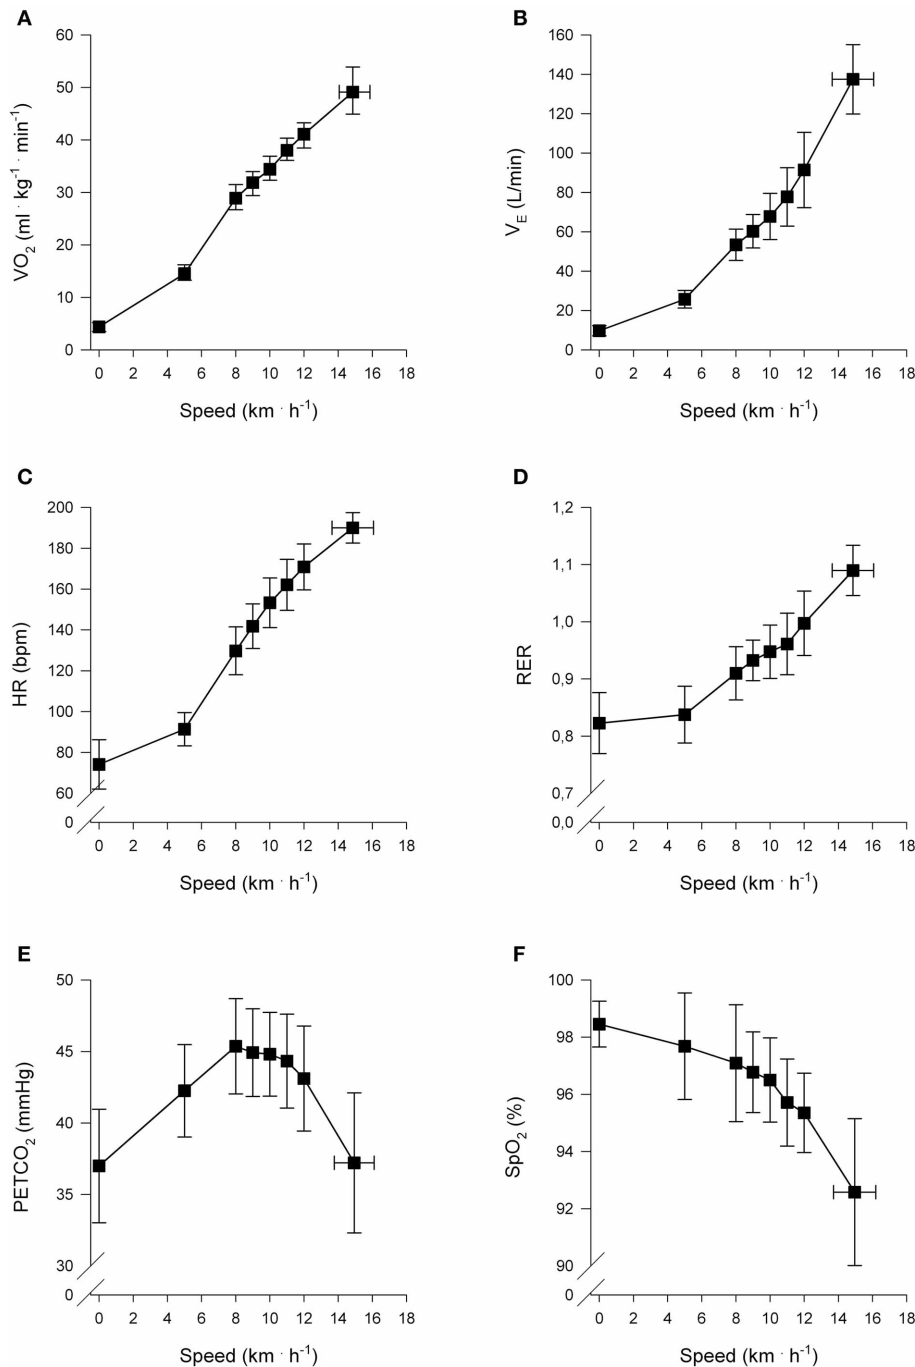 A
60
50
40
30
20
10
0
VO2 (ml · kg-1 · min-1)
0 2 4 6 8 10 12 14 16 18
Speed (km · h-1)
B
160
140
120
100
80
60
40
20
0
VE (L/min)
0 2 4 6 8 10 12 14 16 18
Speed (km · h-1)
C
200
180
160
140
120
100
80
60
0
HR (bpm)
0 2 4 6 8 10 12 14 16 18
Speed (km · h-1)
D
1,2
1,1
1,0
0,9
0,8
0,7
0,0
RER
0 2 4 6 8 10 12 14 16 18
Speed (km · h-1)
E
50
45
40
35
30
0
PETCO2 (mmHg)
0 2 4 6 8 10 12 14 16 18
Speed (km · h-1)
F
100
98
96
94
92
90
0
SpO2 (%)
0 2 4 6 8 10 12 14 16 18
Speed (km · h-1)